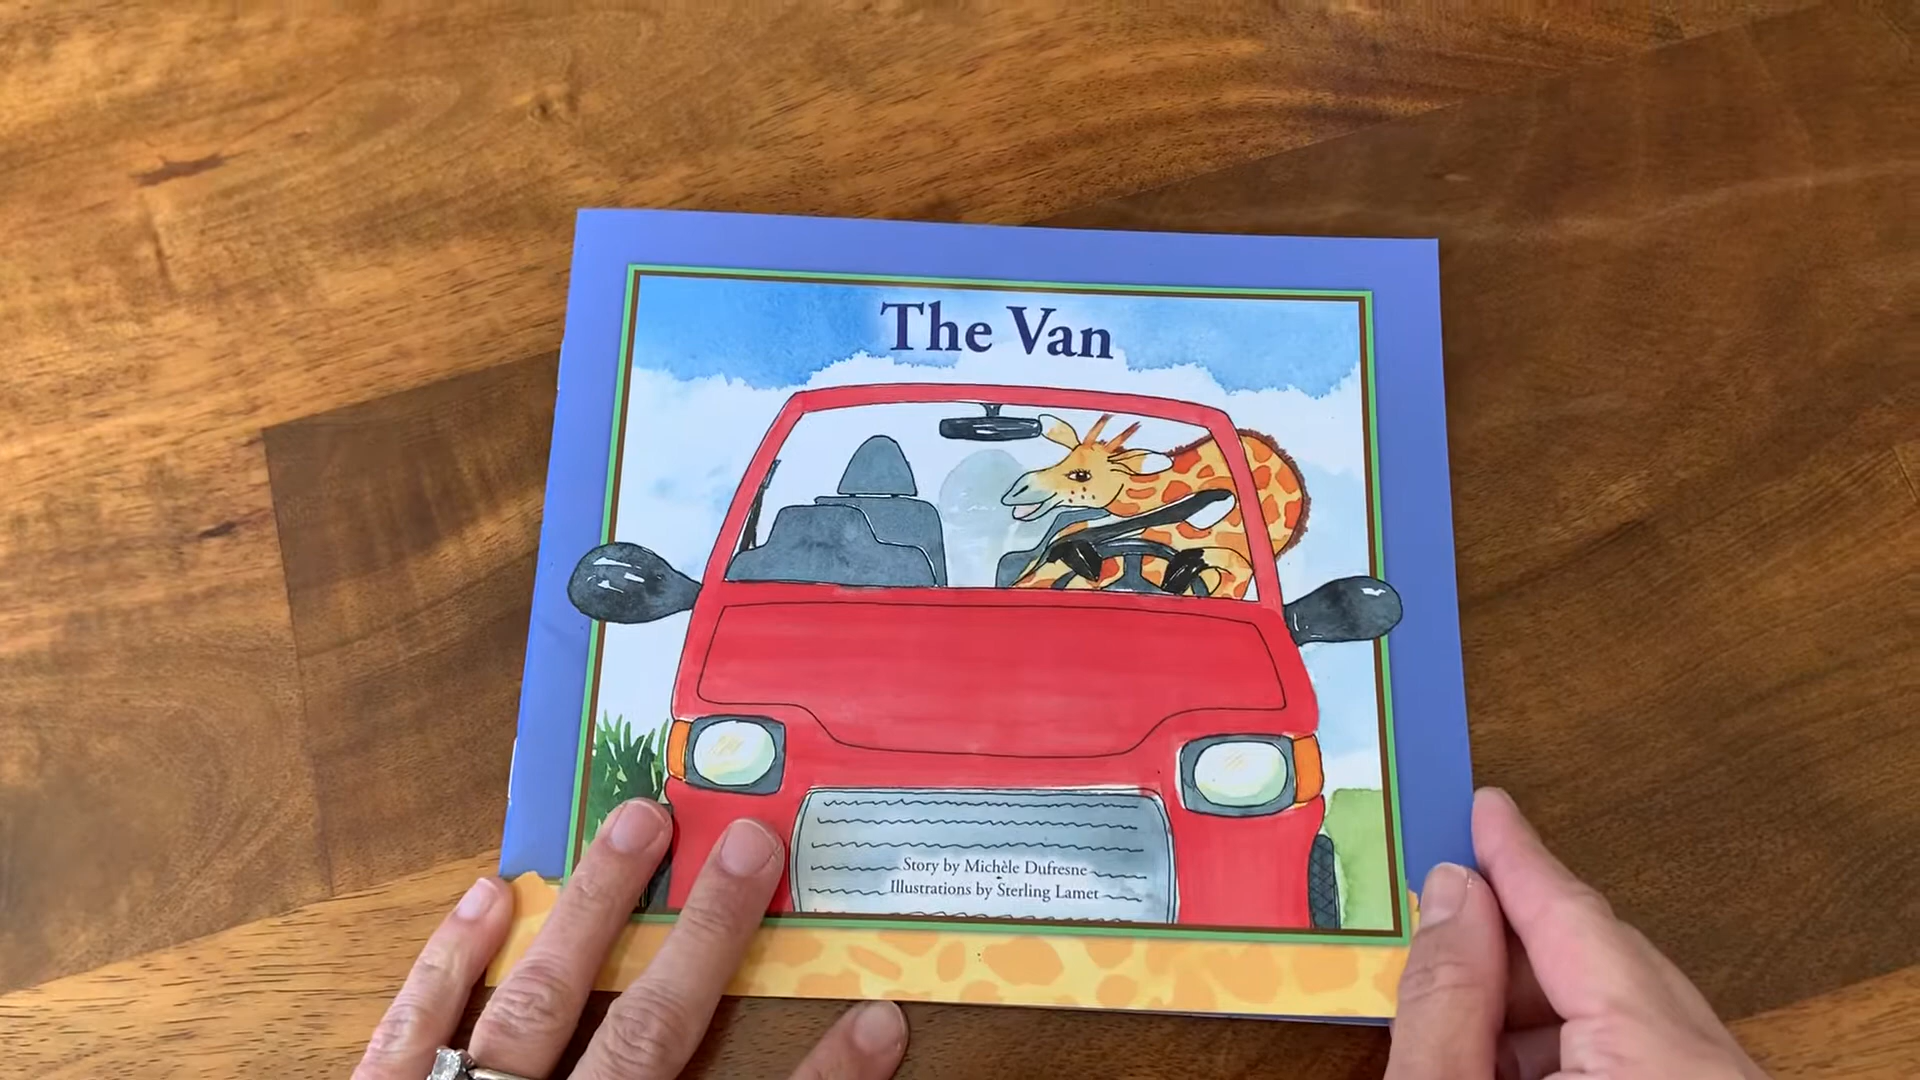 The Van
Story by Michèle Dufresne
Illustrations by Sterling Lamet